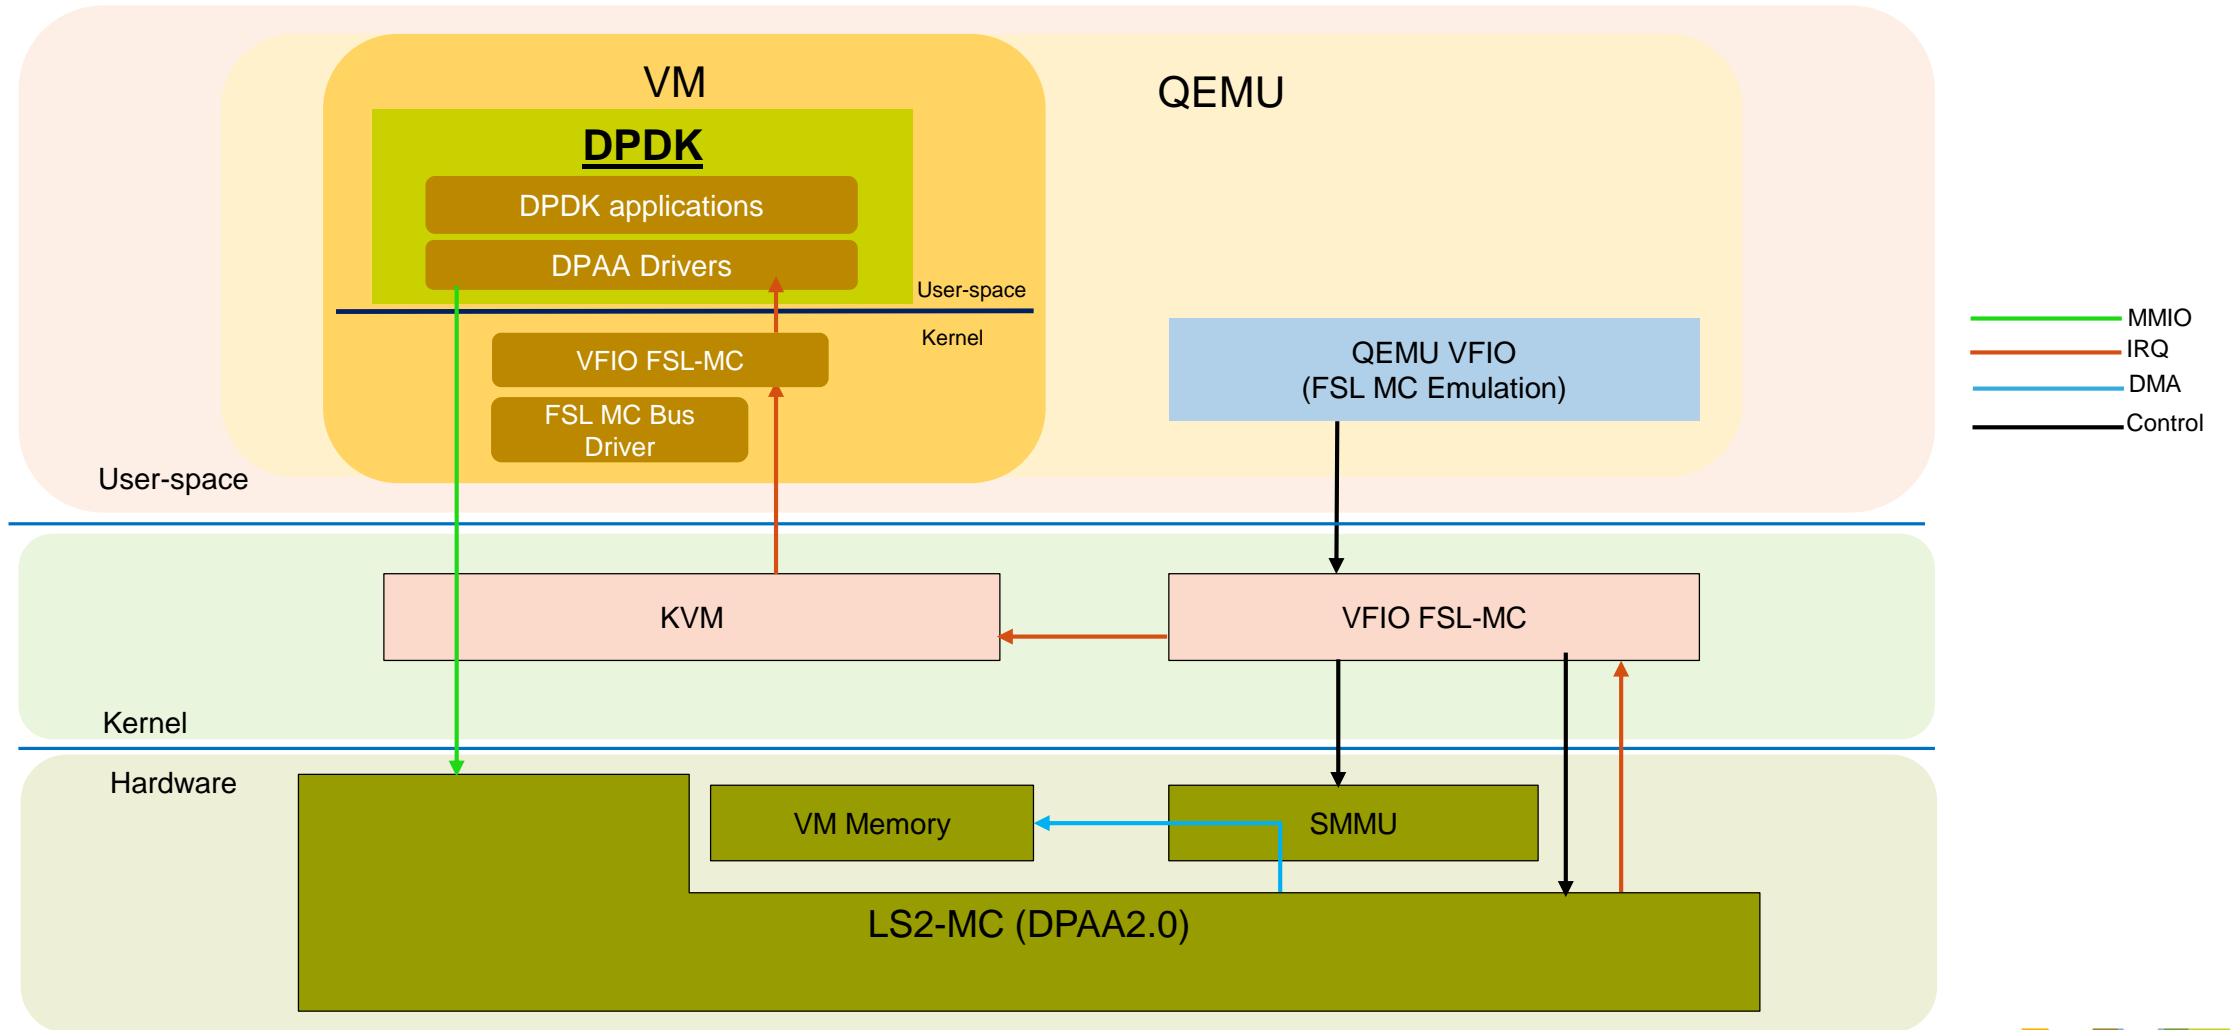 VM
QEMU
DPDK
DPDK applications
DPAA Drivers
User-space
Kernel
VFIO FSL-MC
FSL MC Bus
Driver
QEMU VFIO
(FSL MC Emulation)
MMIO
IRQ
DMA
Control
User-space
KVM
VFIO FSL-MC
Kernel
Hardware
VM Memory
SMMU
LS2-MC (DPAA2.0)